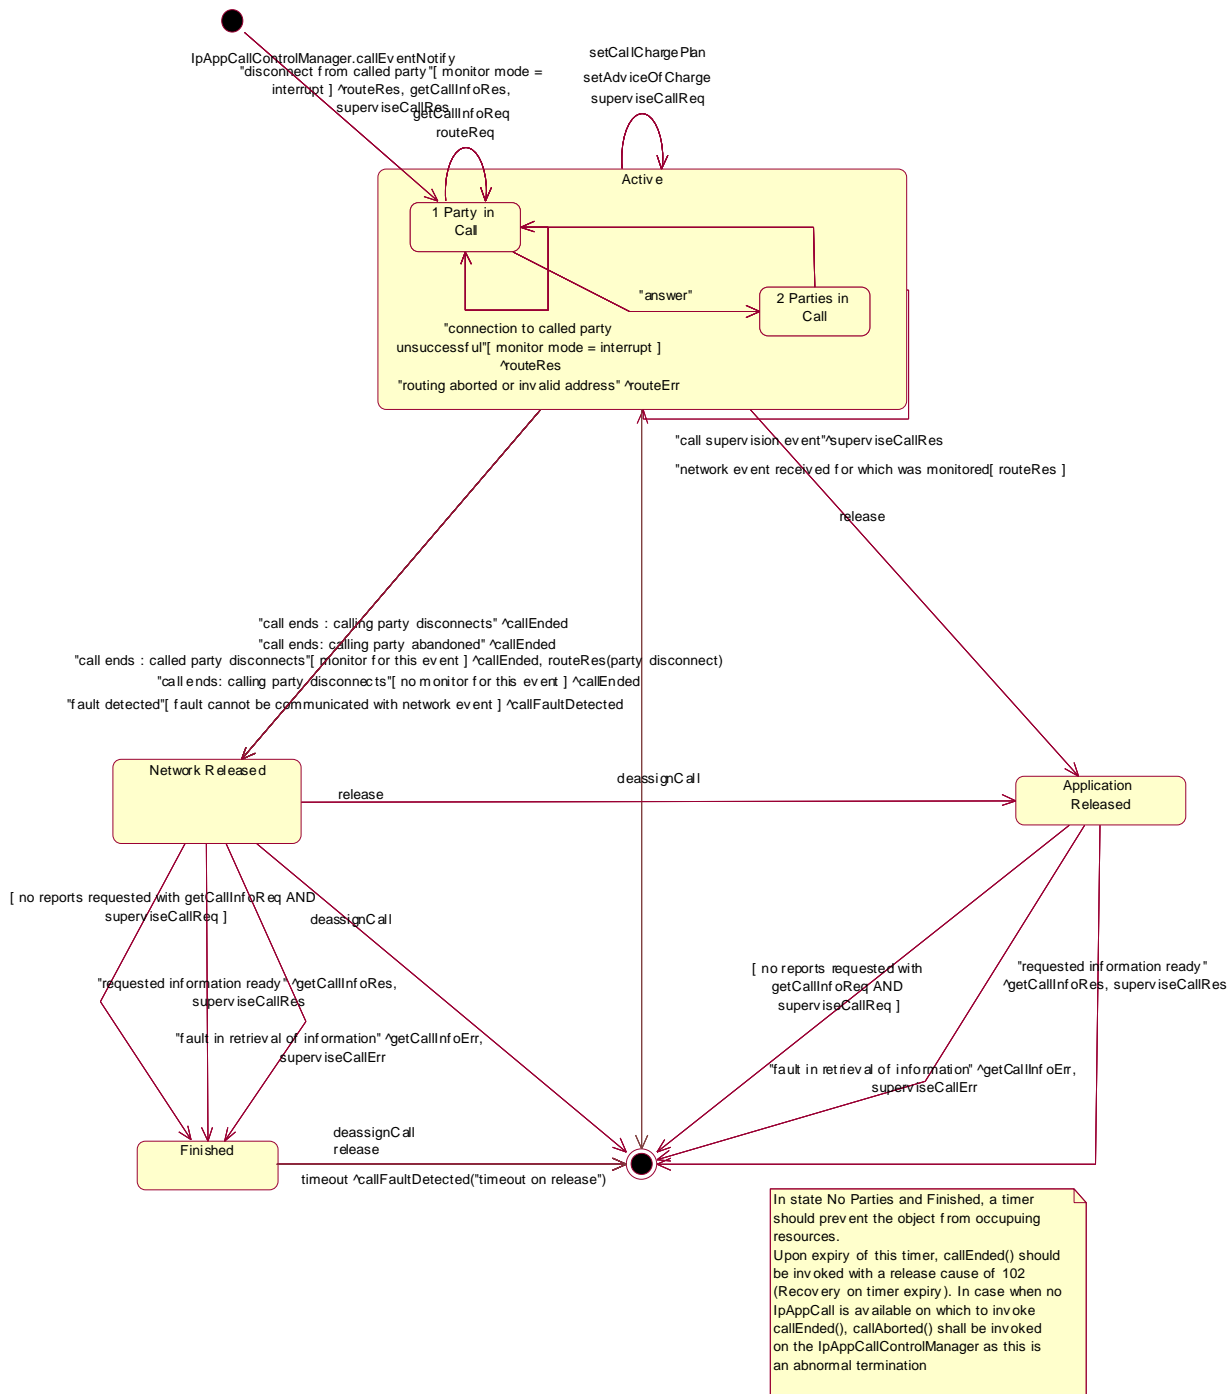 IpAppCallControlManager.callEventNotify
"disconnect from called party"[ monitor mode =
interrupt ] ^routeRes, getCallInfoRes,
superviseCallRes
getCallInfoReq
routeReq
setCallChargePlan
setAdviceOfCharge
superviseCallReq
Active
1 Party in
Call
"answer"
2 Parties in
Call
"connection to called party
unsuccessful"[ monitor mode = interrupt ]
^routeRes
"routing aborted or invalid address" ^routeErr
"call supervision event"^superviseCallRes
"network event received for which was monitored[ routeRes ]
release
"call ends : calling party disconnects" ^callEnded
"call ends: calling party abandoned" ^callEnded
"call ends : called party disconnects"[ monitor for this event ] ^callEnded, routeRes(party disconnect)
"call ends: calling party disconnects"[ no monitor for this event ] ^callEnded
"fault detected"[ fault cannot be communicated with network event ] ^callFaultDetected
Network Released
release
deassignCall
Application
Released
[ no reports requested with getCallInfoReq AND
superviseCallReq ]
deassignCall
"requested information ready" ^getCallInfoRes,
superviseCallRes
"fault in retrieval of information" ^getCallInfoErr,
superviseCallErr
[ no reports requested with
getCallInfoReq AND
superviseCallReq ]
"requested information ready"
^getCallInfoRes, superviseCallRes
"fault in retrieval of information" ^getCallInfoErr,
superviseCallErr
Finished
deassignCall
release
timeout ^callFaultDetected("timeout on release")
In state No Parties and Finished, a timer
should prevent the object from occupuing
resources.
Upon expiry of this timer, callEnded() should
be invoked with a release cause of 102
(Recovery on timer expiry). In case when no
IpAppCall is available on which to invoke
callEnded(), callAborted() shall be invoked
on the IpAppCallControlManager as this is
an abnormal termination